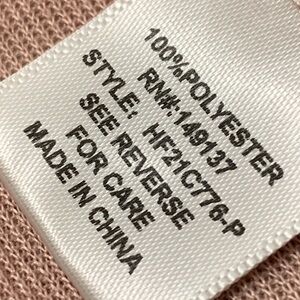 100%POLYESTER
RN#:149137
STYLE: HF21C776-P
SEE REVERSE
FOR CARE
MADE IN CHINA